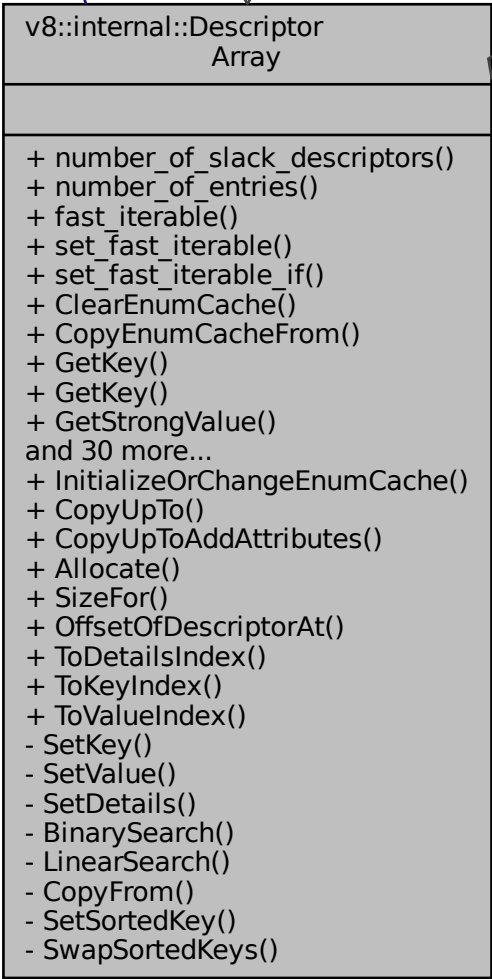 v8::internal::Descriptor
Array
+ number_of_slack_descriptors()
+ number_of_entries()
+ fast_iterable()
+ set_fast_iterable()
+ set_fast_iterable_if()
+ ClearEnumCache()
+ CopyEnumCacheFrom()
+ GetKey()
+ GetKey()
+ GetStrongValue()
and 30 more...
+ InitializeOrChangeEnumCache()
+ CopyUpTo()
+ CopyUpToAddAttributes()
+ Allocate()
+ SizeFor()
+ OffsetOfDescriptorAt()
+ ToDetailsIndex()
+ ToKeyIndex()
+ ToValueIndex()
- SetKey()
- SetValue()
- SetDetails()
- BinarySearch()
- LinearSearch()
- CopyFrom()
- SetSortedKey()
- SwapSortedKeys()